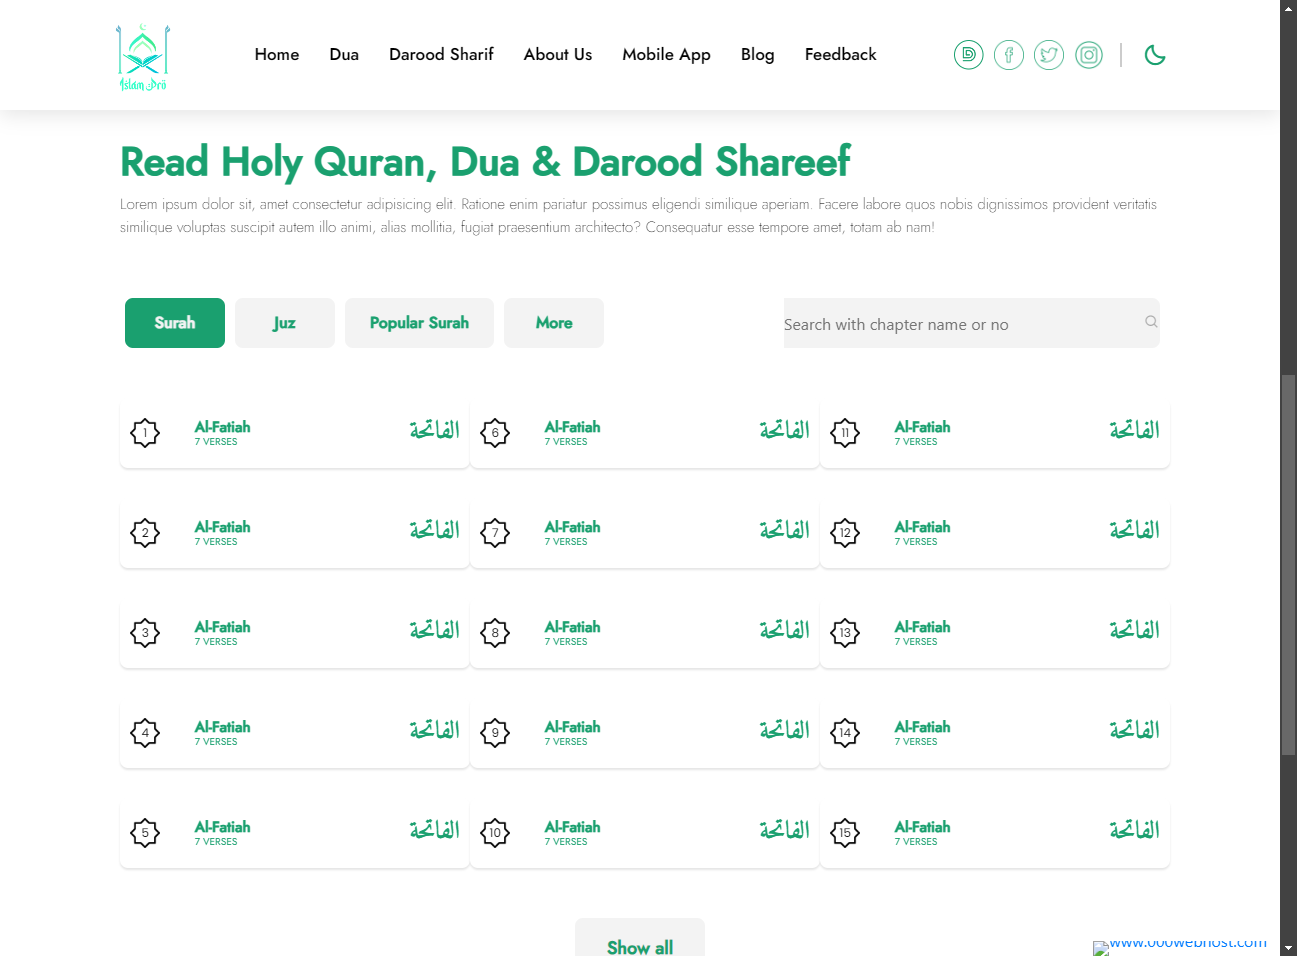 Home Dua Darood Sharif About Us Mobile App Blog Feedback
Read Holy Quran, Dua & Darood Shareef
Lorem ipsum dolor sit, amet consectetur adipisicing elit. Ratione enim pariatur possimus eligendi similique aperiam. Facere labore quos nobis dignissimos provident veritatis
similique voluptas suscipit autem illo animi, alias mollitia, fugiat praesentium architecto? Consequatur esse tempore amet, totam ab nam!
Surah Juz Popular Surah More Search with chapter name or no
1 Al-Fatiah الفاتحة 6 Al-Fatiah الفاتحة 11 Al-Fatiah الفاتحة
7 VERSES 7 VERSES 7 VERSES
2 Al-Fatiah الفاتحة 7 Al-Fatiah الفاتحة 12 Al-Fatiah الفاتحة
7 VERSES 7 VERSES 7 VERSES
3 Al-Fatiah الفاتحة 8 Al-Fatiah الفاتحة 13 Al-Fatiah الفاتحة
7 VERSES 7 VERSES 7 VERSES
4 Al-Fatiah الفاتحة 9 Al-Fatiah الفاتحة 14 Al-Fatiah الفاتحة
7 VERSES 7 VERSES 7 VERSES
5 Al-Fatiah الفاتحة 10 Al-Fatiah الفاتحة 15 Al-Fatiah الفاتحة
7 VERSES 7 VERSES 7 VERSES
Show all
www.000webhost.com